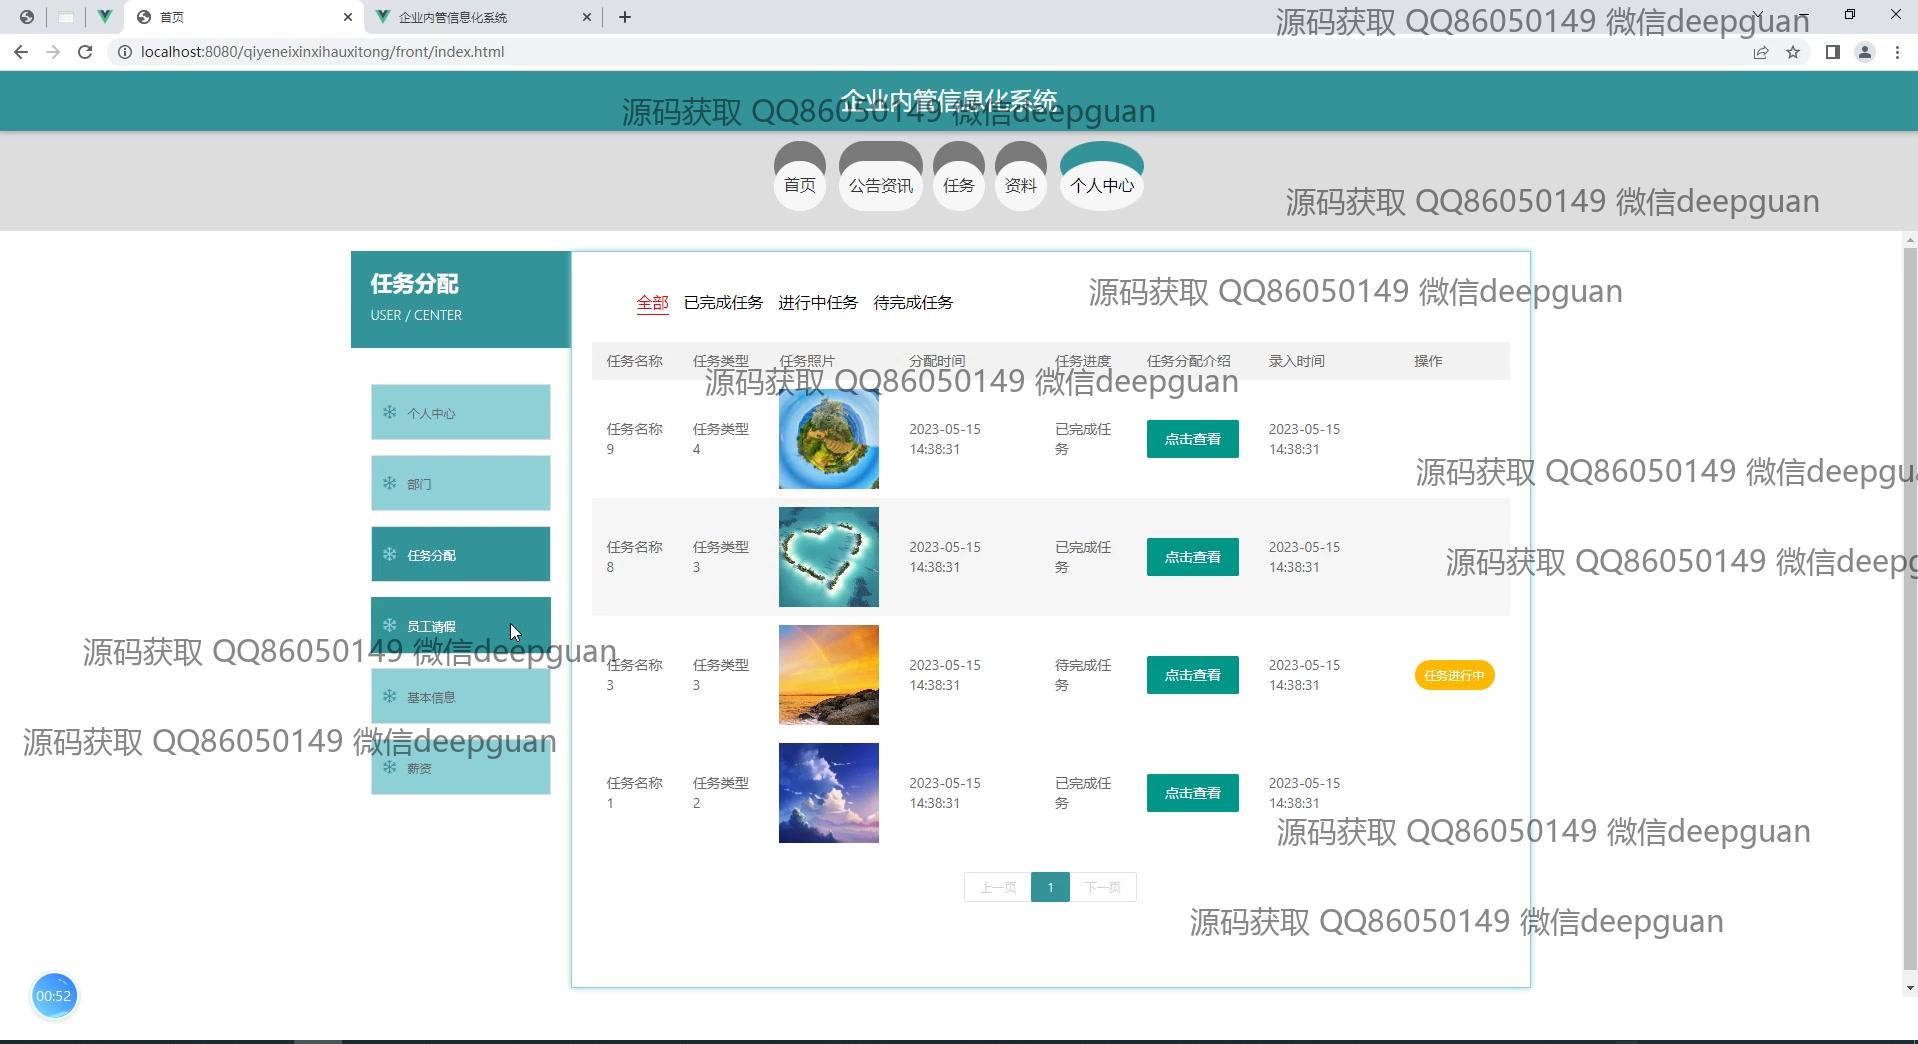 首页
企业内管信息化系统
源码获取 QQ86050149 微信deepguan
localhost:8080/qiyeneixinxihauxitong/front/index.html
企业内管信息化系统
源码获取 QQ86050149 微信deepguan
首页 公告资讯 任务 资料 个人中心
源码获取 QQ86050149 微信deepguan
任务分配
USER / CENTER
全部 已完成任务 进行中任务 待完成任务
源码获取 QQ86050149 微信deepguan
任务名称 任务类型 任务照片 分配时间 任务进度 任务分配介绍 录入时间 操作
源码获取 QQ86050149 微信deepguan
个人中心
部门
任务分配
员工请假
基本信息
薪资
任务名称 任务类型 2023-05-15 已完成任 点击查看 2023-05-15
9 4 14:38:31 务 14:38:31
源码获取 QQ86050149 微信deepgua
任务名称 任务类型 2023-05-15 已完成任 点击查看 2023-05-15
8 3 14:38:31 务 14:38:31
源码获取 QQ86050149 微信deepg
源码获取 QQ86050149 微信deepguan
任务名称 任务类型 2023-05-15 待完成任 点击查看 2023-05-15 任务进行中
3 3 14:38:31 务 14:38:31
源码获取 QQ86050149 微信deepguan
任务名称 任务类型 2023-05-15 已完成任 点击查看 2023-05-15
1 2 14:38:31 务 14:38:31
源码获取 QQ86050149 微信deepguan
上一页 1 下一页
源码获取 QQ86050149 微信deepguan
00:52